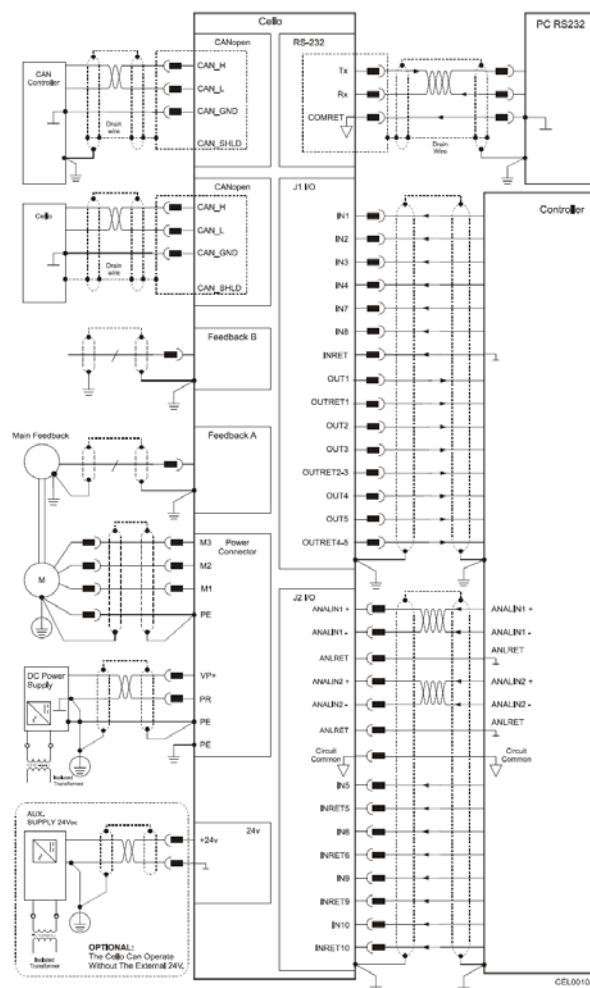 Cello
PC RS232
CANopen
CAN Controller
CAN_H
CAN_L
CAN_GND
Drain wire
CAN_SHLD
RS-232
Tx
Rx
COMRET
Drain Wire
CANopen
Cello
CAN_H
CAN_L
CAN_GND
Drain wire
CAN_SHLD
Feedback B
Main Feedback
Feedback A
M
M3
M2
M1
PE
Power Connector
DC Power Supply
VP+
PR
PE
PE
Isolated Transformer
AUX. SUPPLY 24VDC
24v
+24v
Isolated Transformer
OPTIONAL:
The Cello Can Operate
Without The External 24V.
J1 I/O
Controller
IN1
IN2
IN3
IN4
IN7
IN8
INRET
OUT1
OUTRET1
OUT2
OUT3
OUTRET2-3
OUT4
OUT5
OUTRET4-5
J2 I/O
ANALIN1 +
ANALIN1 +
ANALIN1 -
ANALIN1 -
ANLRET
ANLRET
ANALIN2 +
ANALIN2 +
ANALIN2 -
ANALIN2 -
ANLRET
ANLRET
Circuit Common
Circuit Common
IN5
INRET5
IN6
INRET6
IN9
INRET9
IN10
INRET10